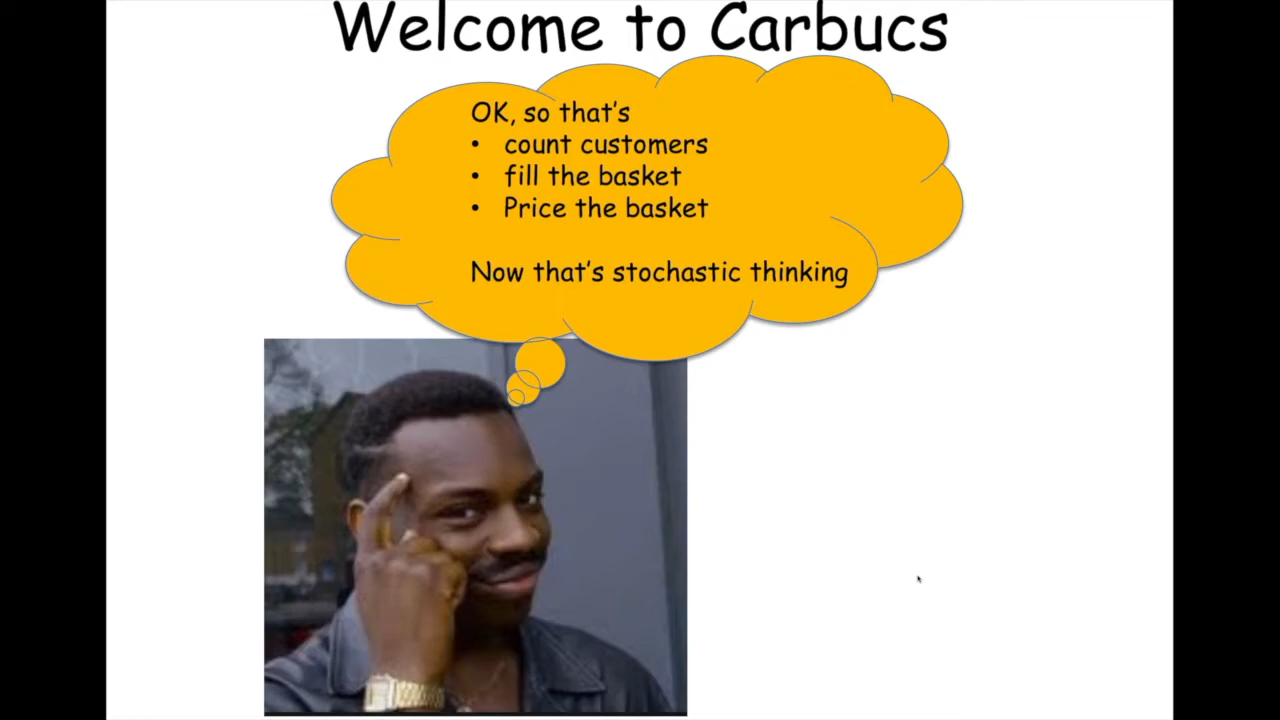 Welcome to Carbucs
OK, so that's
• count customers
• fill the basket
• Price the basket
Now that's stochastic thinking